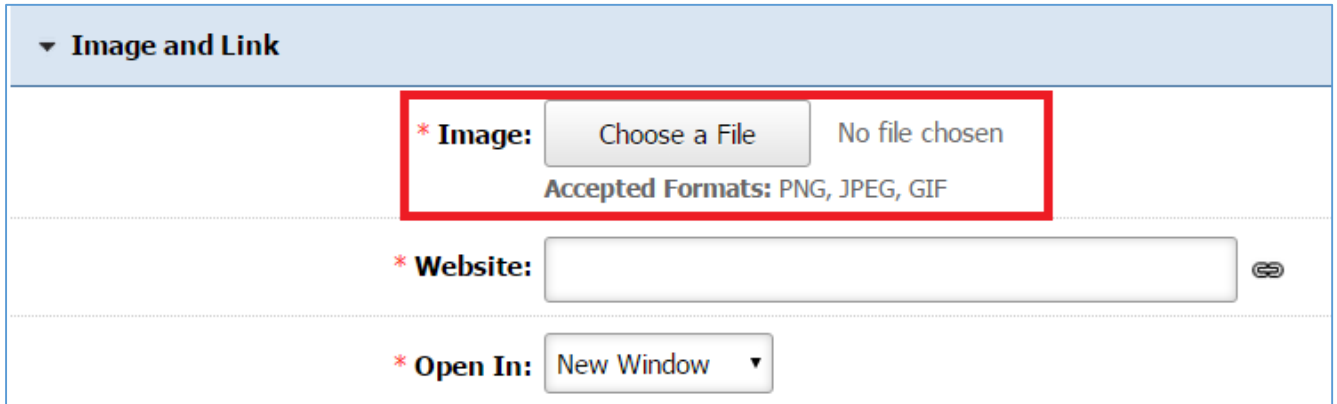 Image and Link
* Image: Choose a File No file chosen
Accepted Formats: PNG, JPEG, GIF
* Website:
* Open In: New Window